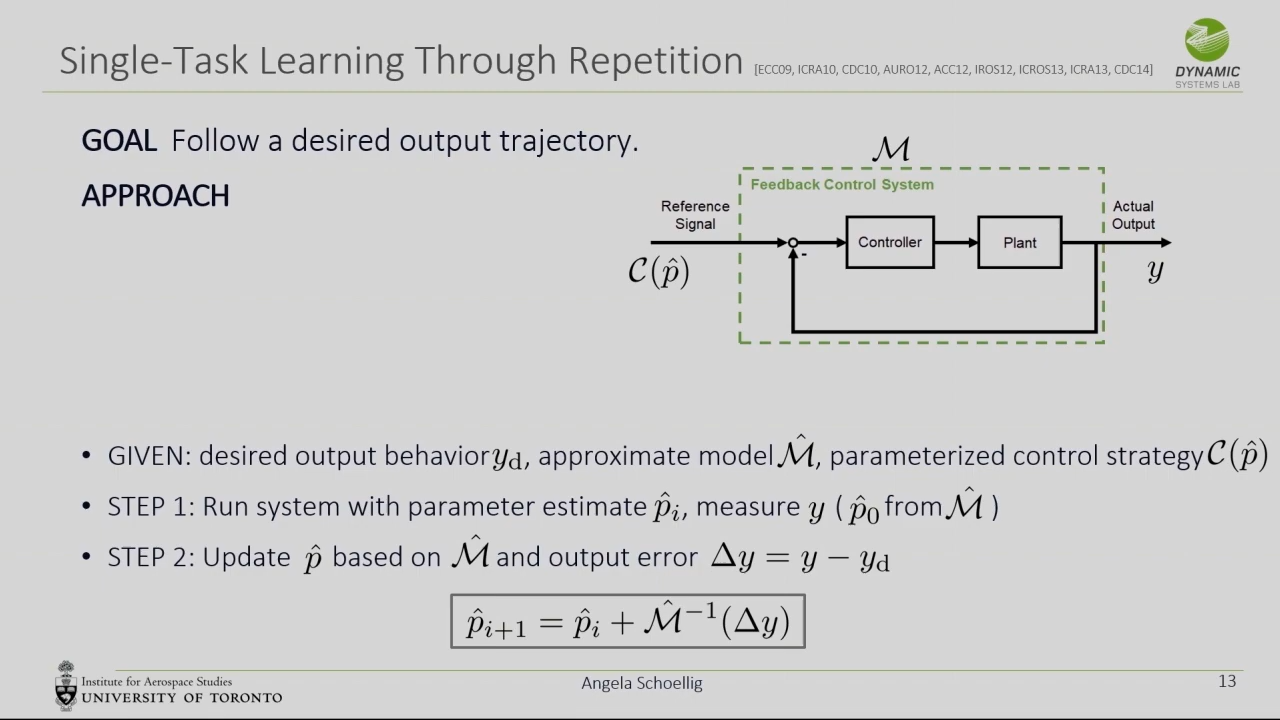 Single-Task Learning Through Repetition [ECC09, ICRA10, CDC10, AURO12, ACC12, IROS12, ICROS13, ICRA13, CDC14]
DYNAMIC
SYSTEMS LAB
GOAL Follow a desired output trajectory.
APPROACH
ℳ
Feedback Control System
Reference
Signal
𝒞(p̂)
-
Controller
Plant
Actual
Output
y
• GIVEN: desired output behavior y_d, approximate model ℳ̂, parameterized control strategy 𝒞(p̂)
• STEP 1: Run system with parameter estimate p̂_i, measure y ( p̂_0 from ℳ̂ )
• STEP 2: Update p̂ based on ℳ̂ and output error Δy = y − y_d
p̂_{i+1} = p̂_i + ℳ̂^{−1}(Δy)
Institute for Aerospace Studies
UNIVERSITY OF TORONTO
Angela Schoellig
13